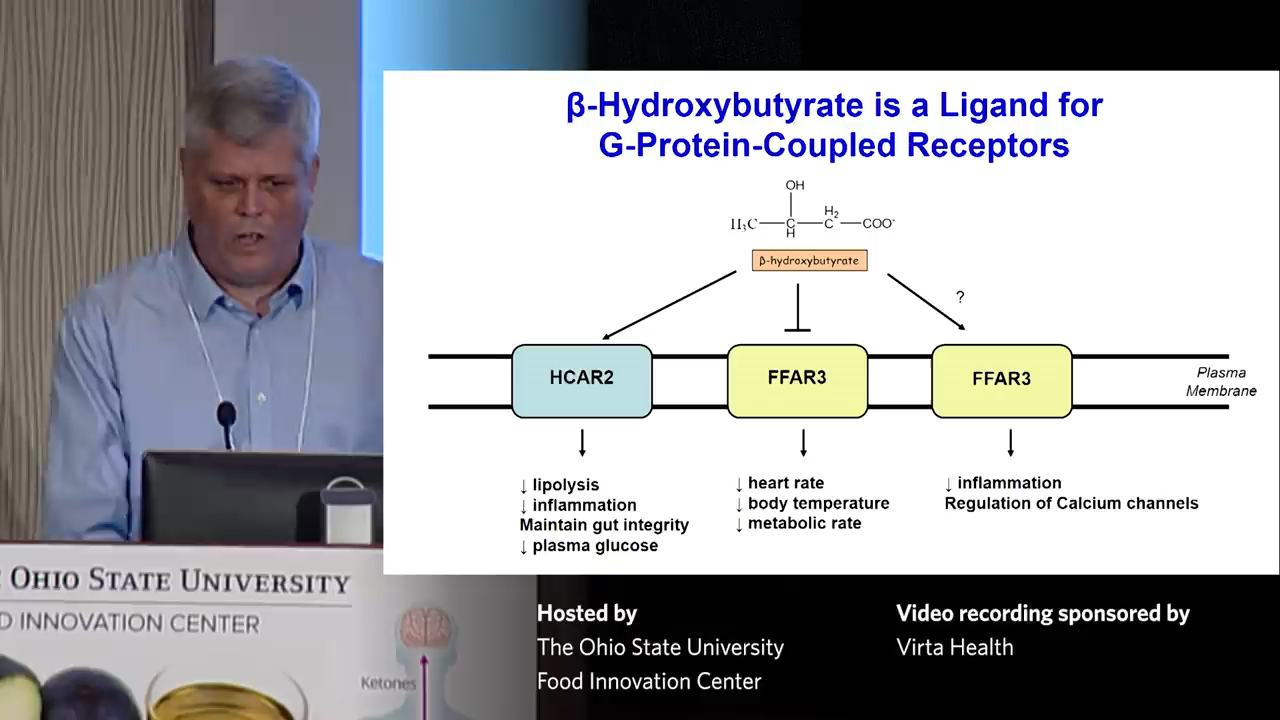 β-Hydroxybutyrate is a Ligand for
G-Protein-Coupled Receptors
OH
H₃C—C—C—COO⁻
H₂
H
β-hydroxybutyrate
?
HCAR2
FFAR3
FFAR3
Plasma
Membrane
↓ lipolysis
↓ inflammation
Maintain gut integrity
↓ plasma glucose
↓ heart rate
↓ body temperature
↓ metabolic rate
↓ inflammation
Regulation of Calcium channels
OHIO STATE UNIVERSITY
D INNOVATION CENTER
Ketones
Hosted by
The Ohio State University
Food Innovation Center
Video recording sponsored by
Virta Health